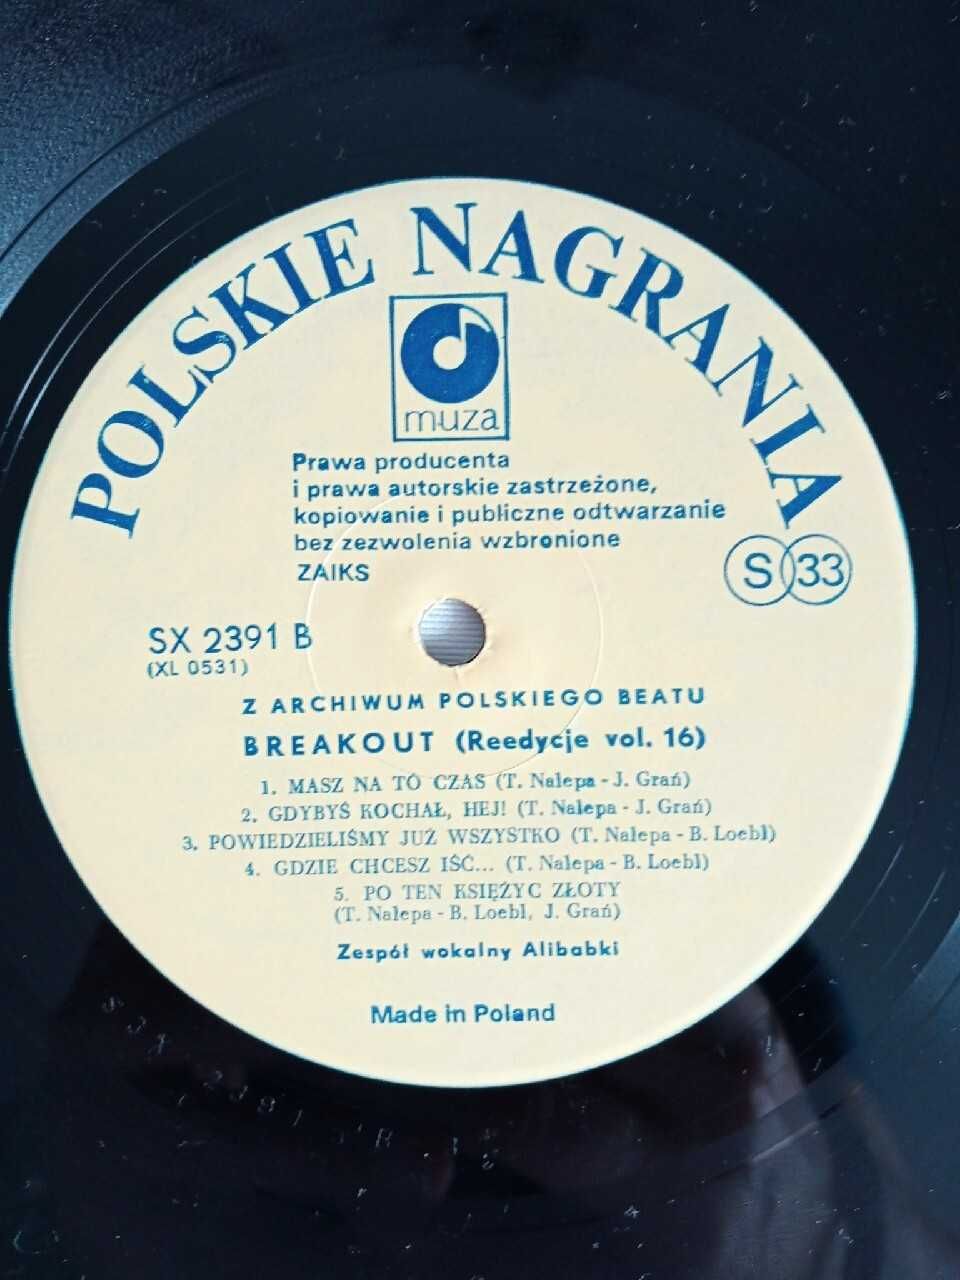 POLSKIE NAGRANIA
muza
Prawa producenta
i prawa autorskie zastrzeżone,
kopiowanie i publiczne odtwarzanie
bez zezwolenia wzbronione
ZAIKS
S 33
SX 2391 B
(XL 0531)
Z ARCHIWUM POLSKIEGO BEATU
BREAKOUT (Reedycje vol. 16)
1. MASZ NA TO CZAS (T. Nalepa - J. Grań)
2. GDYBYŚ KOCHAŁ, HEJ! (T. Nalepa - J. Grań)
3. POWIEDZIELIŚMY JUŻ WSZYSTKO (T. Nalepa - B. Loebl)
4. GDZIE CHCESZ IŚĆ... (T. Nalepa - B. Loebl)
5. PO TEN KSIĘŻYC ZŁOTY
(T. Nalepa - B. Loebl, J. Grań)
Zespół wokalny Alibabki
Made in Poland